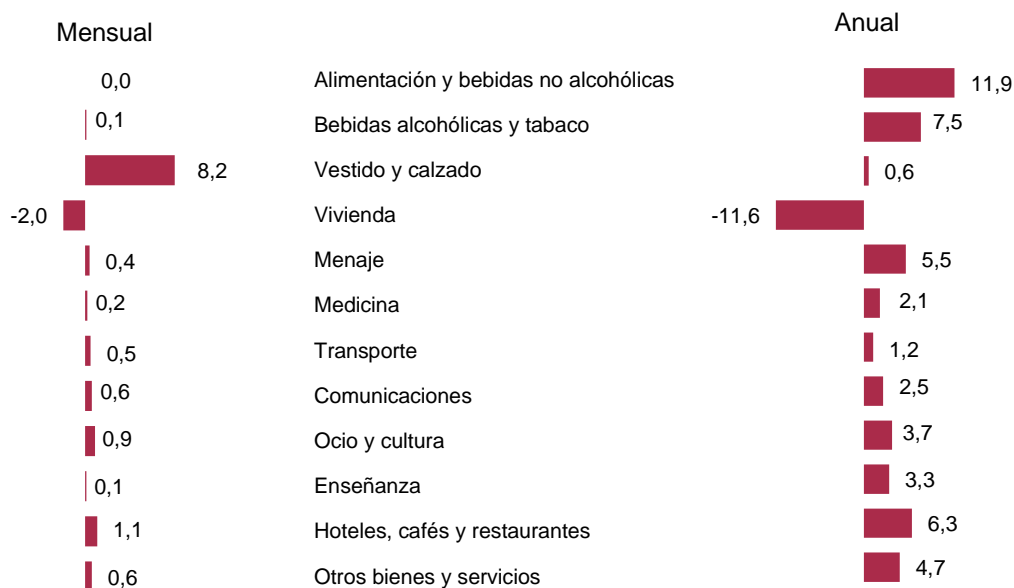 Mensual Anual
0,0 Alimentación y bebidas no alcohólicas 11,9
0,1 Bebidas alcohólicas y tabaco 7,5
8,2 Vestido y calzado 0,6
-2,0 Vivienda -11,6
0,4 Menaje 5,5
0,2 Medicina 2,1
0,5 Transporte 1,2
0,6 Comunicaciones 2,5
0,9 Ocio y cultura 3,7
0,1 Enseñanza 3,3
1,1 Hoteles, cafés y restaurantes 6,3
0,6 Otros bienes y servicios 4,7